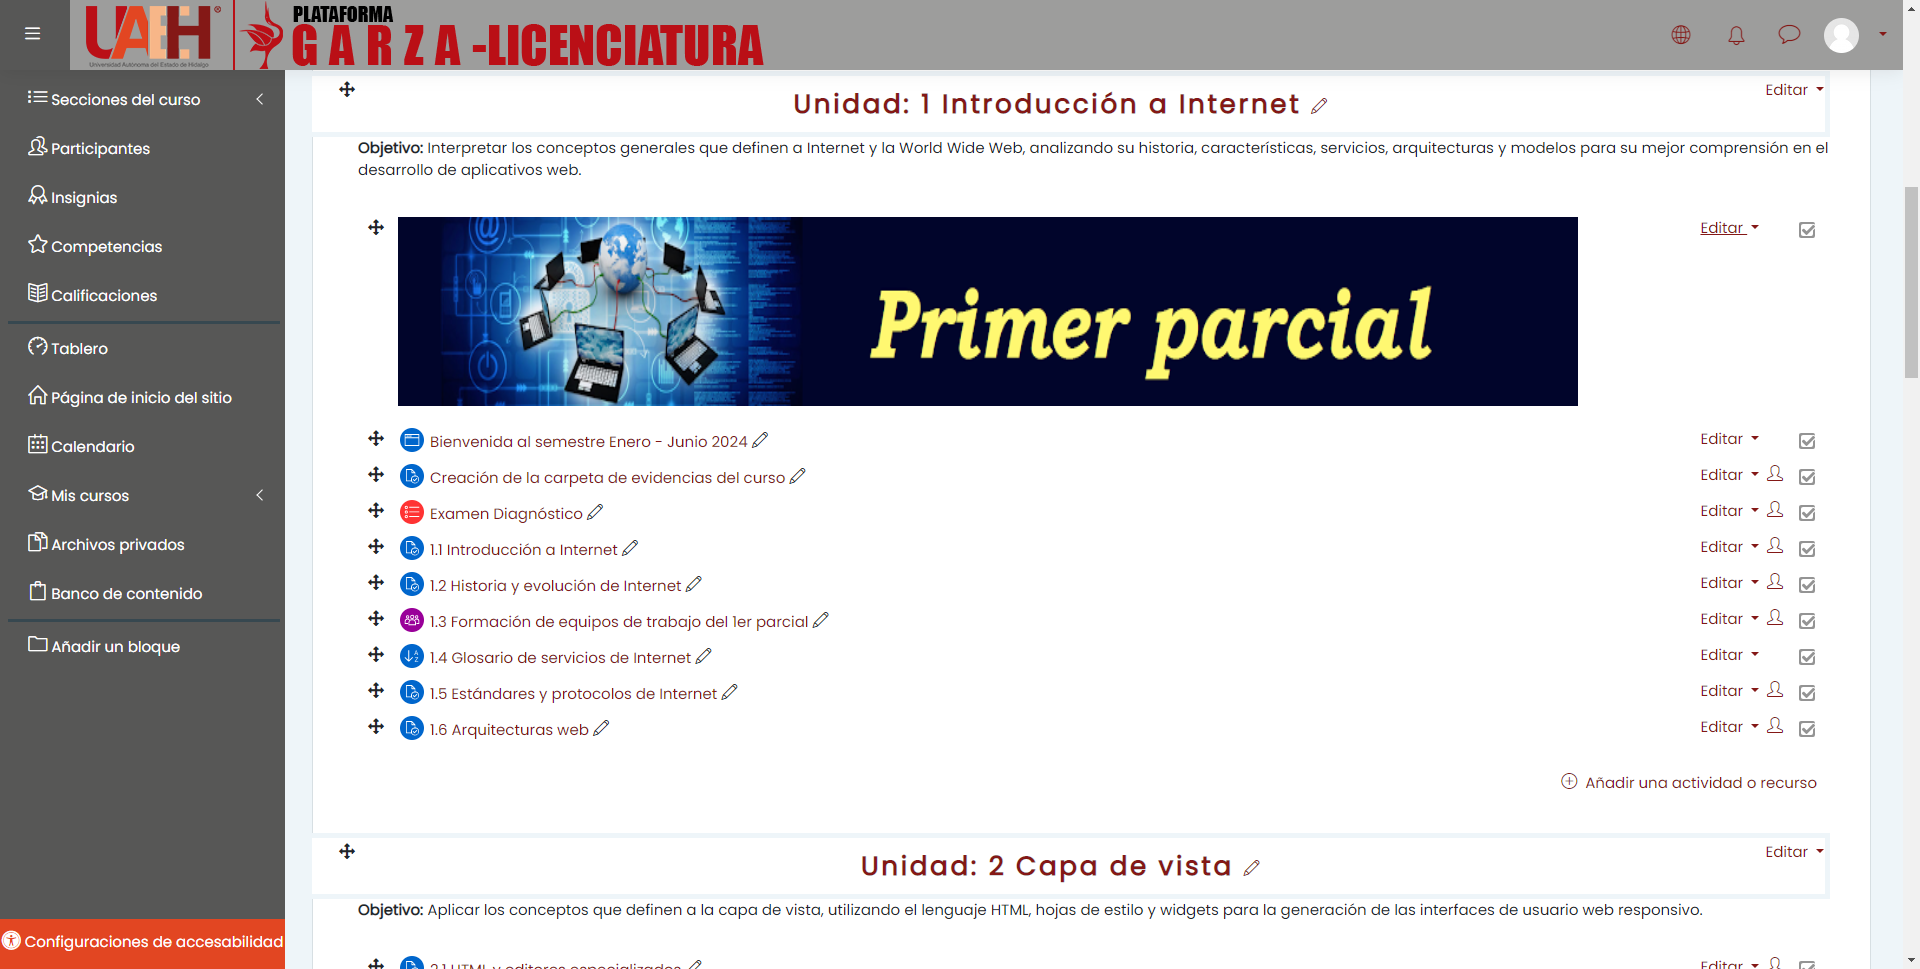 UAEH®
Universidad Autónoma del Estado de Hidalgo
PLATAFORMA
GARZA -LICENCIATURA
Secciones del curso
Participantes
Insignias
Competencias
Calificaciones
Tablero
Página de inicio del sitio
Calendario
Mis cursos
Archivos privados
Banco de contenido
Añadir un bloque
Configuraciones de accesabilidad
Unidad: 1 Introducción a Internet
Editar
Objetivo: Interpretar los conceptos generales que definen a Internet y la World Wide Web, analizando su historia, características, servicios, arquitecturas y modelos para su mejor comprensión en el
desarrollo de aplicativos web.
Primer parcial
Editar
Bienvenida al semestre Enero - Junio 2024 Editar
Creación de la carpeta de evidencias del curso Editar
Examen Diagnóstico Editar
1.1 Introducción a Internet Editar
1.2 Historia y evolución de Internet Editar
1.3 Formación de equipos de trabajo del 1er parcial Editar
1.4 Glosario de servicios de Internet Editar
1.5 Estándares y protocolos de Internet Editar
1.6 Arquitecturas web Editar
Añadir una actividad o recurso
Unidad: 2 Capa de vista
Editar
Objetivo: Aplicar los conceptos que definen a la capa de vista, utilizando el lenguaje HTML, hojas de estilo y widgets para la generación de las interfaces de usuario web responsivo.
2.1 HTML y editores especializados Editar